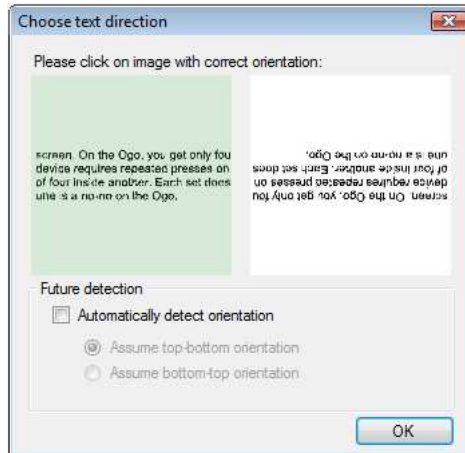 Choose text direction
Please click on image with correct orientation:
screen. On the Ogo, you get only fou
device requires repeated presses on
of four inside another. Each set does
one is a no-no on the Ogo.
screen. On the Ogo, you get only fou
device requires repeated presses on
of four inside another. Each set does
one is a no-no on the Ogo.
Future detection
Automatically detect orientation
Assume top-bottom orientation
Assume bottom-top orientation
OK